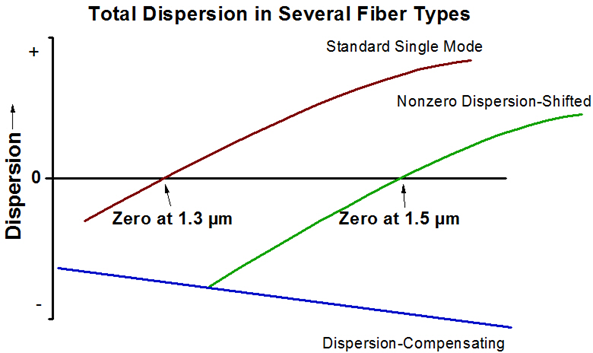 Total Dispersion in Several Fiber Types
+
Standard Single Mode
Nonzero Dispersion-Shifted
Dispersion →
0
Zero at 1.3 µm
Zero at 1.5 µm
-
Dispersion-Compensating